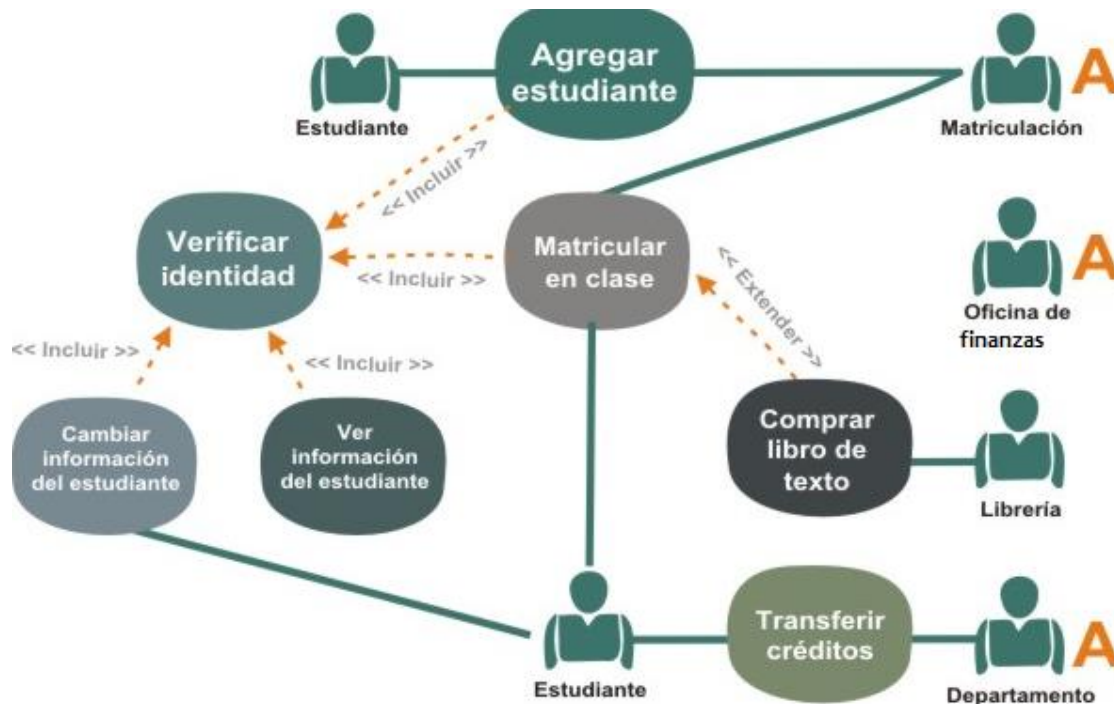 Agregar
estudiante
Estudiante
A
Matriculación
<< Incluir >>
Verificar
identidad
<< Incluir >>
Matricular
en clase
<< Extender >>
A
Oficina de
finanzas
<< Incluir >>
<< Incluir >>
Cambiar
información
del estudiante
Ver
información
del estudiante
Comprar
libro de
texto
Librería
Transferir
créditos
A
Estudiante
Departamento